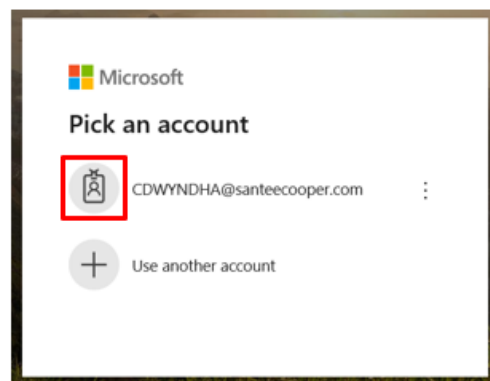 Microsoft
Pick an account
CDWYNDHA@santeecooper.com
Use another account